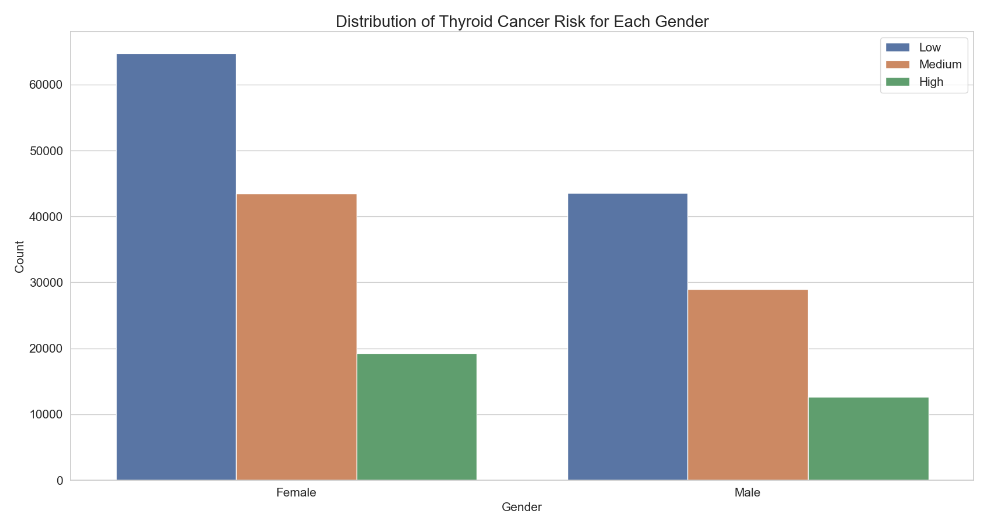 Distribution of Thyroid Cancer Risk for Each Gender
Low
Medium
High
60000
50000
40000
30000
20000
10000
0
Count
Female
Male
Gender